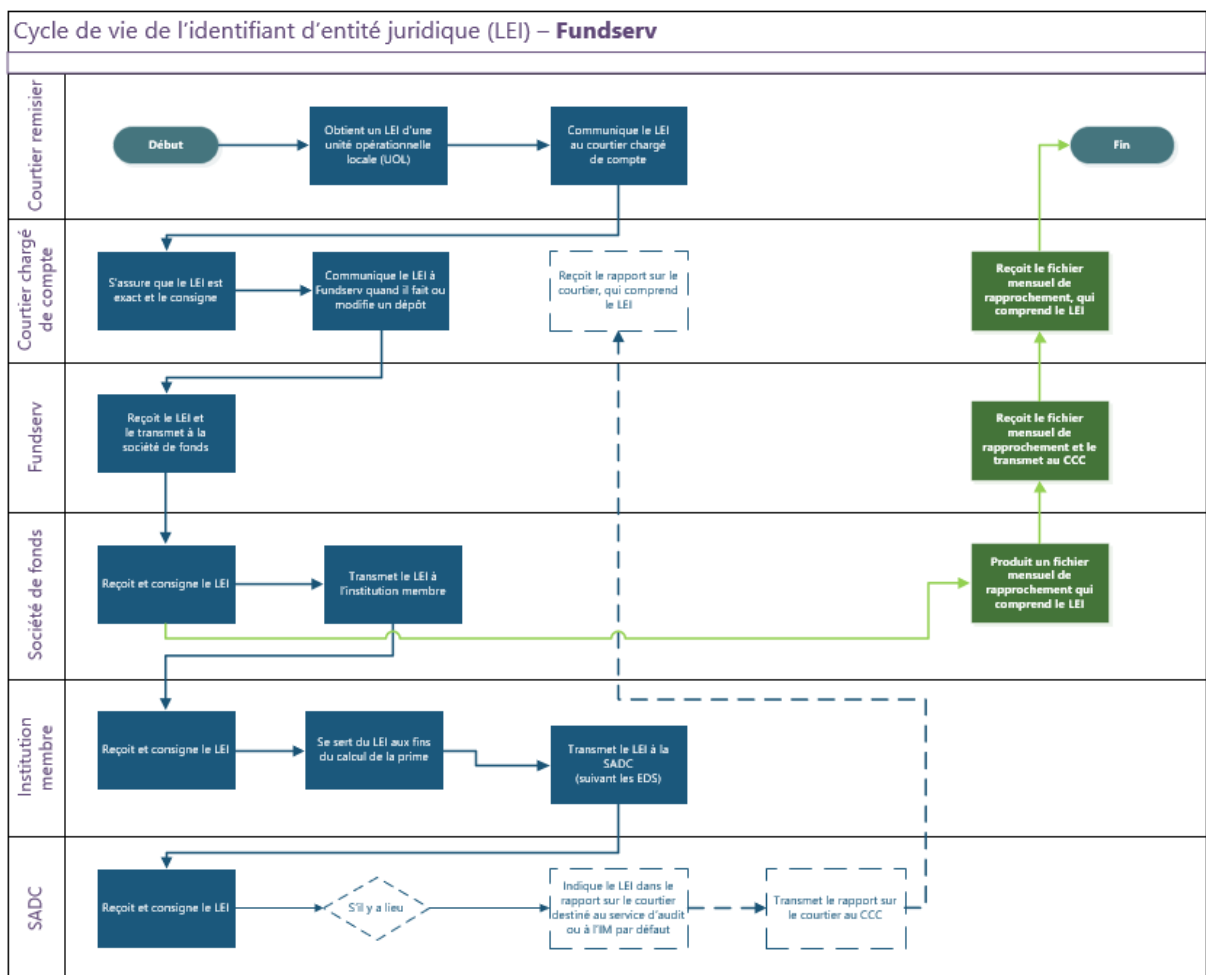 Cycle de vie de l'identifiant d'entité juridique (LEI) – Fundserv
Courtier remisier
Début
Obtient un LEI d'une
unité opérationnelle
locale (UOL)
Communique le LEI
au courtier chargé
de compte
Fin
Courtier chargé
de compte
S'assure que le LEI est
exact et le consigne
Communique le LEI à
Fundserv quand il fait ou
modifie un dépôt
Reçoit le rapport sur le
courtier, qui comprend
le LEI
Reçoit le fichier
mensuel de
rapprochement, qui
comprend le LEI
Fundserv
Reçoit le LEI et
le transmet à la
société de fonds
Reçoit le fichier
mensuel de
rapprochement et le
transmet au CCC
Société de fonds
Reçoit et consigne le LEI
Transmet le LEI à
l'institution membre
Produit un fichier
mensuel de
rapprochement qui
comprend le LEI
Institution
membre
Reçoit et consigne le LEI
Se sert du LEI aux fins
du calcul de la prime
Transmet le LEI à la
SADC
(suivant les EDS)
SADC
Reçoit et consigne le LEI
S'il y a lieu
Indique le LEI dans le
rapport sur le courtier
destiné au service d'audit
ou à l'IM par défaut
Transmet le rapport sur
le courtier au CCC